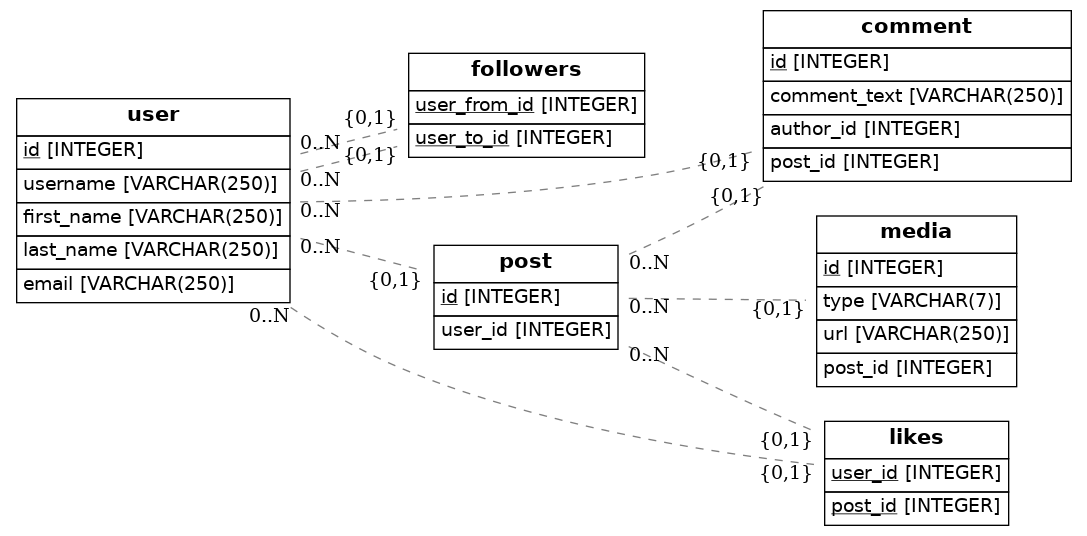 user
id [INTEGER]
username [VARCHAR(250)]
first_name [VARCHAR(250)]
last_name [VARCHAR(250)]
email [VARCHAR(250)]
followers
user_from_id [INTEGER]
user_to_id [INTEGER]
comment
id [INTEGER]
comment_text [VARCHAR(250)]
author_id [INTEGER]
post_id [INTEGER]
post
id [INTEGER]
user_id [INTEGER]
media
id [INTEGER]
type [VARCHAR(7)]
url [VARCHAR(250)]
post_id [INTEGER]
likes
user_id [INTEGER]
post_id [INTEGER]
{0,1}
0..N
{0,1}
0..N
{0,1}
0..N
{0,1}
0..N
{0,1}
0..N
{0,1}
0..N
{0,1}
0..N
{0,1}
0..N